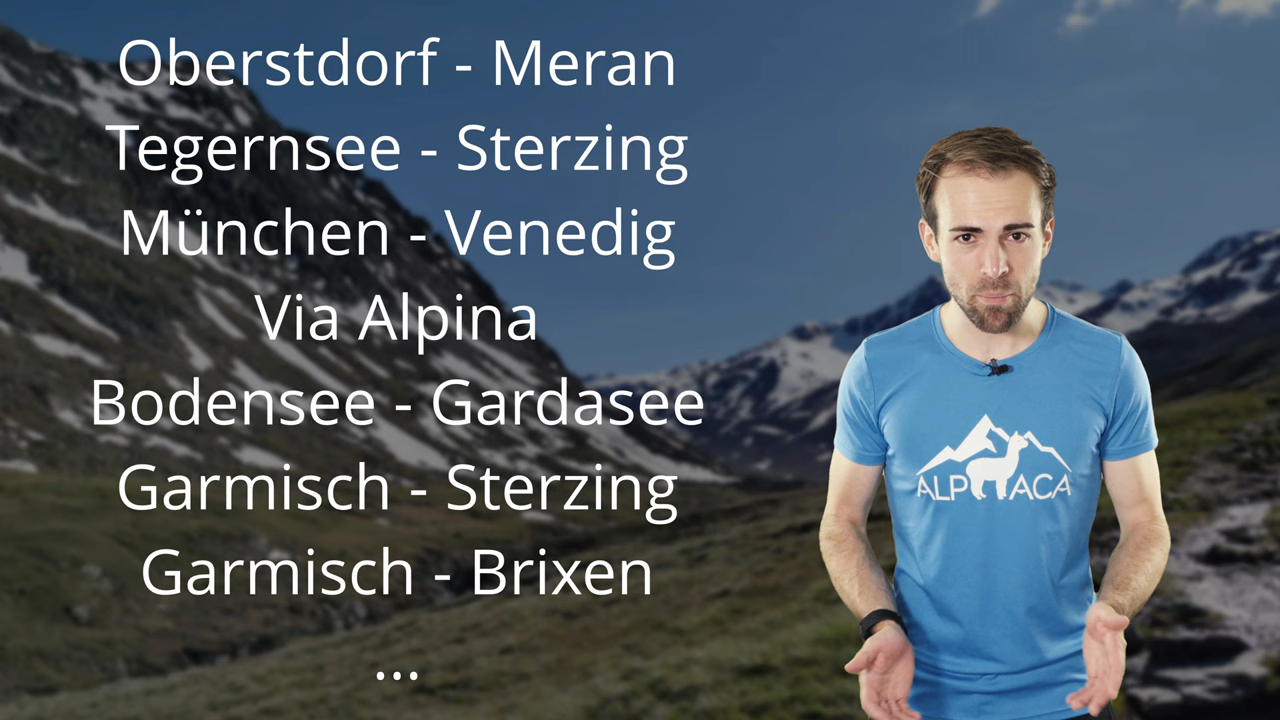 Oberstdorf - Meran
Tegernsee - Sterzing
München - Venedig
Via Alpina
Bodensee - Gardasee
Garmisch - Sterzing
Garmisch - Brixen
...
ALPACA